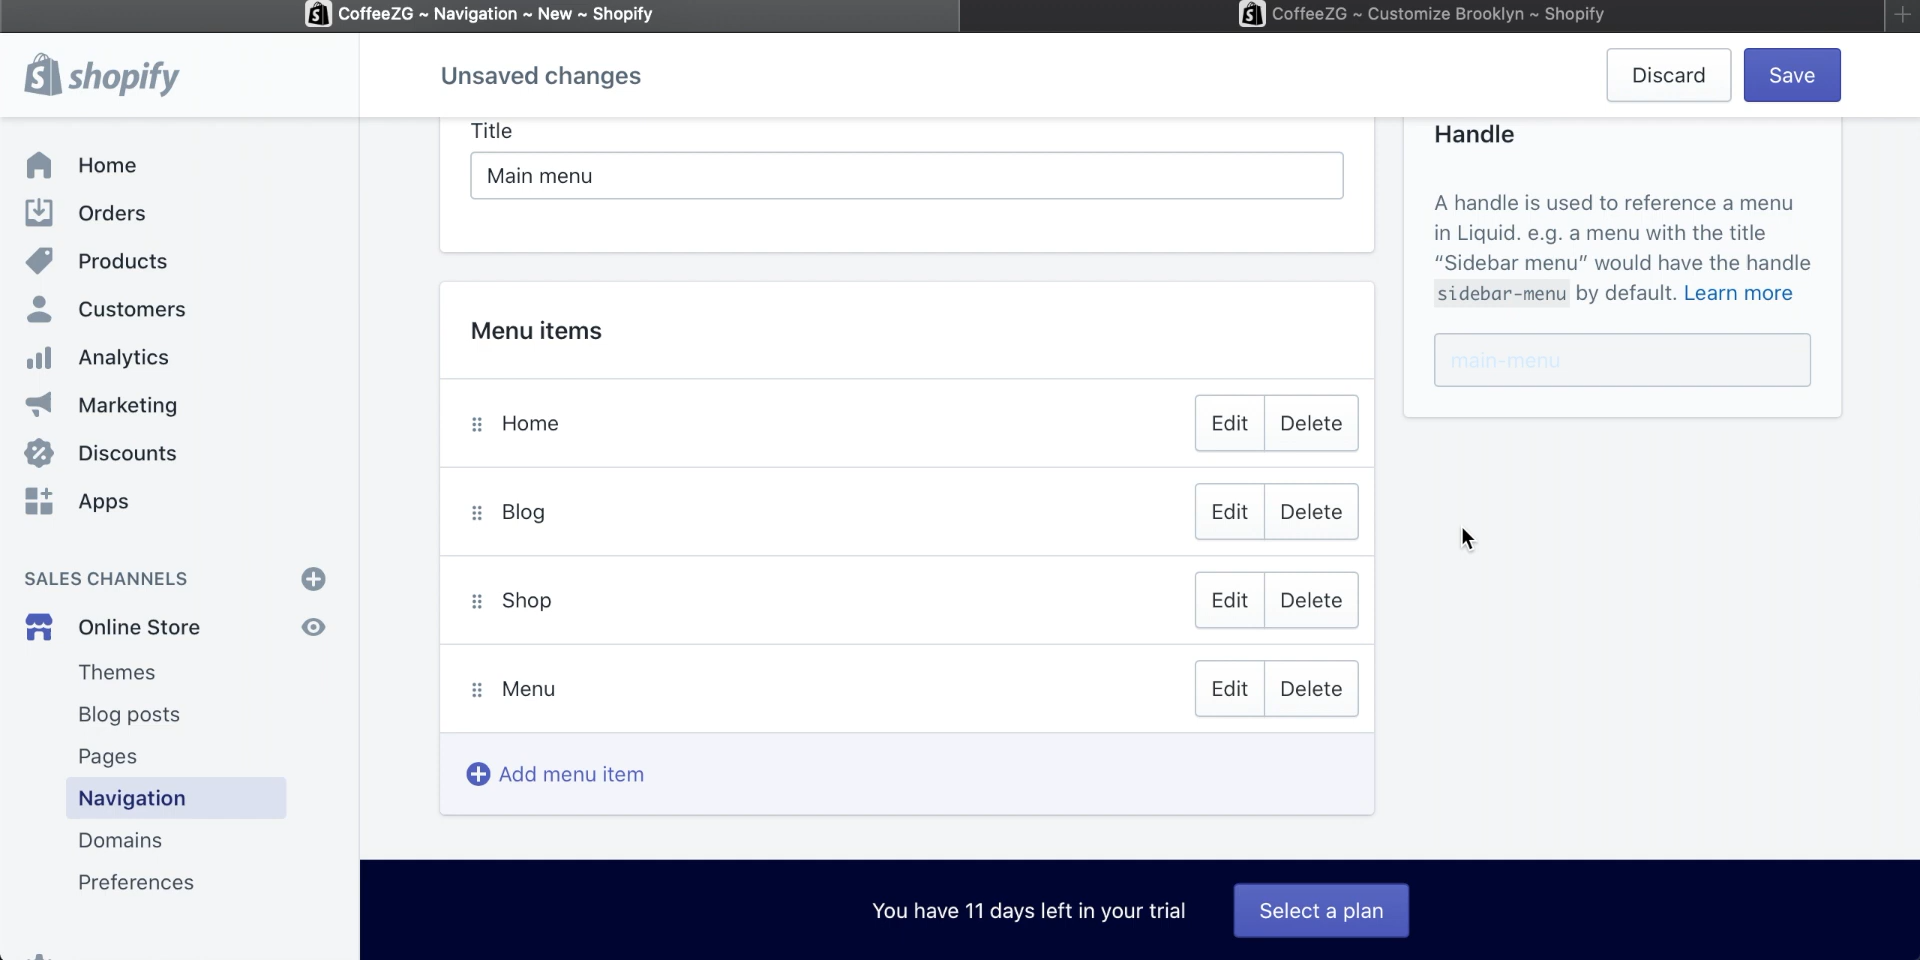 CoffeeZG ~ Navigation ~ New ~ Shopify
CoffeeZG ~ Customize Brooklyn ~ Shopify
shopify
Unsaved changes
Discard
Save
Home
Orders
Products
Customers
Analytics
Marketing
Discounts
Apps
SALES CHANNELS
Online Store
Themes
Blog posts
Pages
Navigation
Domains
Preferences
Title
Main menu
Menu items
Home
Edit
Delete
Blog
Edit
Delete
Shop
Edit
Delete
Menu
Edit
Delete
Add menu item
Handle
A handle is used to reference a menu
in Liquid. e.g. a menu with the title
“Sidebar menu” would have the handle
sidebar-menu by default. Learn more
main-menu
You have 11 days left in your trial
Select a plan